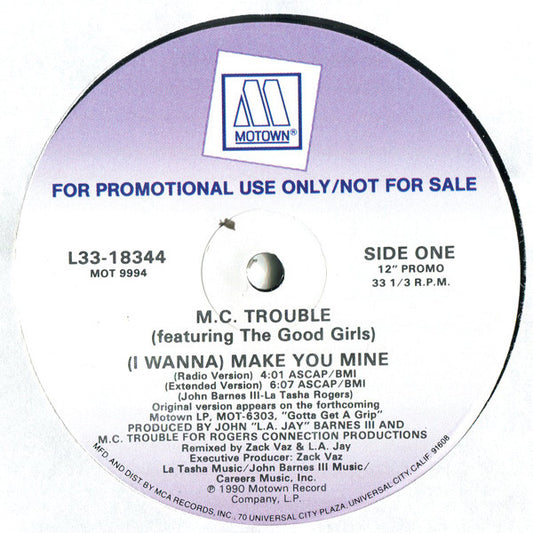 MOTOWN®
FOR PROMOTIONAL USE ONLY/NOT FOR SALE
L33-18344
MOT 9994
SIDE ONE
12" PROMO
33 1/3 R.P.M.
M.C. TROUBLE
(featuring The Good Girls)
(I WANNA) MAKE YOU MINE
(Radio Version) 4:01 ASCAP/BMI
(Extended Version) 6:07 ASCAP/BMI
(John Barnes III-La Tasha Rogers)
Original version appears on the forthcoming
Motown LP, MOT-6303, "Gotta Get A Grip"
PRODUCED BY JOHN "L.A. JAY" BARNES III AND
M.C. TROUBLE FOR ROGERS CONNECTION PRODUCTIONS
Remixed by Zack Vaz & L.A. Jay
Executive Producer: Zack Vaz
La Tasha Music/John Barnes III Music/
Careers Music, Inc.
℗ 1990 Motown Record
Company, L.P.
MFD. AND DIST BY MCA RECORDS, INC., 70 UNIVERSAL CITY PLAZA, UNIVERSAL CITY, CALIF. 91608